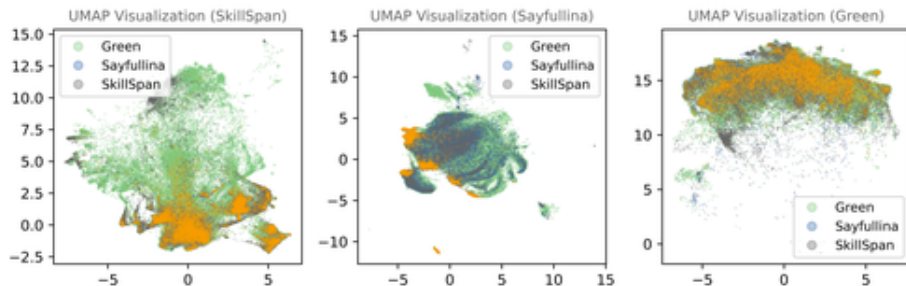 UMAP Visualization (SkillSpan)
15.0
12.5
10.0
7.5
5.0
2.5
0.0
−2.5
−5
0
5
Green
Sayfullina
SkillSpan
UMAP Visualization (Sayfullina)
15
10
5
0
−5
−10
−5
0
5
10
15
Green
Sayfullina
SkillSpan
UMAP Visualization (Green)
15
10
5
0
−5
0
5
Green
Sayfullina
SkillSpan